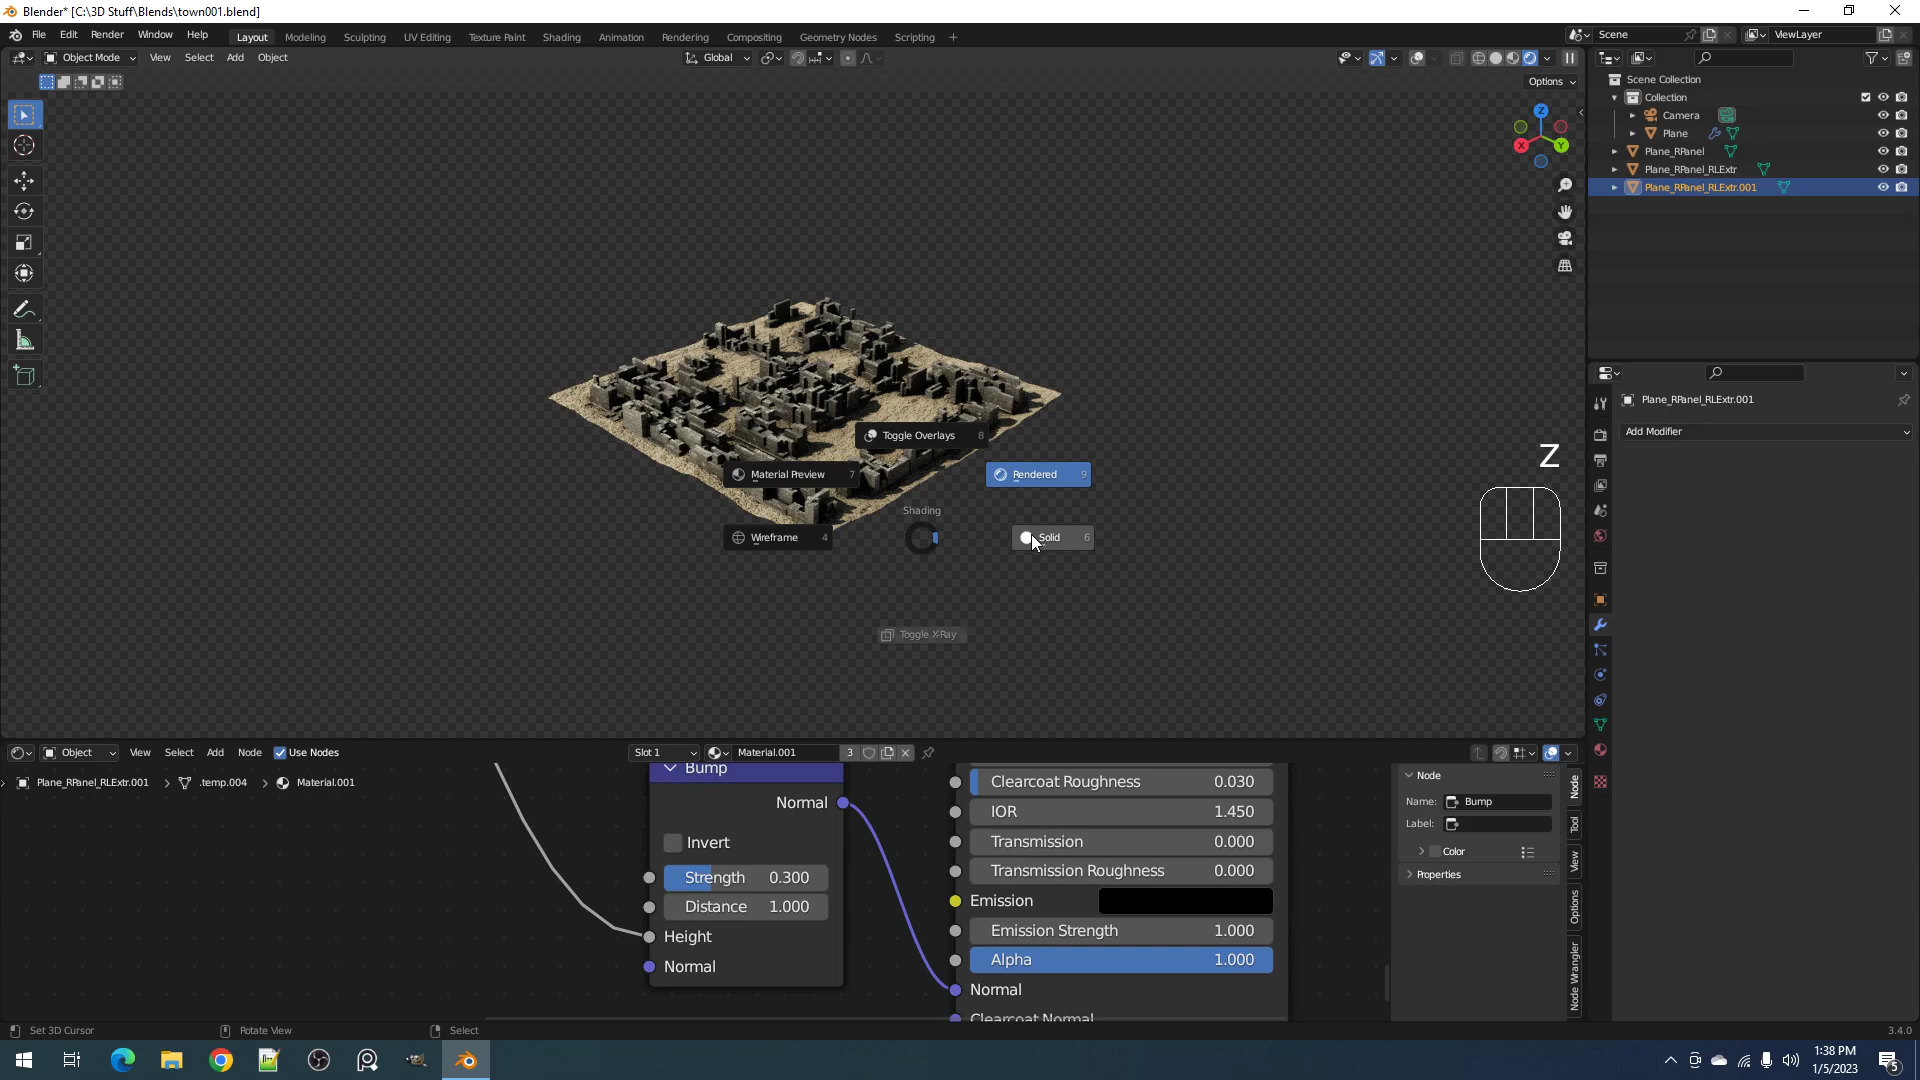 Blender* [C:\3D Stuff\Blends\town001.blend]
File Edit Render Window Help Layout Modeling Sculpting UV Editing Texture Paint Shading Animation Rendering Compositing Geometry Nodes Scripting + Scene ViewLayer
Object Mode View Select Add Object Global
Options
Scene Collection
Collection
Camera
Plane
Plane_RPanel
Plane_RPanel_RLExtr
Plane_RPanel_RLExtr.001
Z
X
Y
Plane_RPanel_RLExtr.001
Add Modifier
Toggle Overlays 8
Material Preview 7
Rendered 9
Shading
Wireframe 4
Solid 6
Toggle X-Ray
Z
Object View Select Add Node Use Nodes Slot 1 Material.001 3
Plane_RPanel_RLExtr.001 > .temp.004 > Material.001
Bump
Normal
Invert
Strength 0.300
Distance 1.000
Height
Normal
Clearcoat Roughness 0.030
IOR 1.450
Transmission 0.000
Transmission Roughness 0.000
Emission
Emission Strength 1.000
Alpha 1.000
Normal
Clearcoat Normal
Node
Name: Bump
Label:
Color
Properties
Node
Tool
View
Options
Node Wrangler
Set 3D Cursor Rotate View Select 3.4.0
1:38 PM
1/5/2023
5